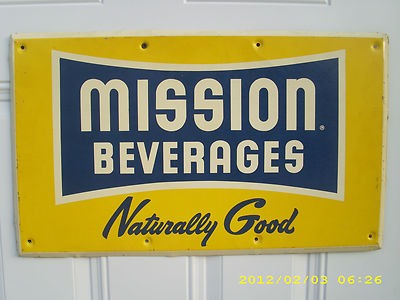 mission®
BEVERAGES
Naturally Good
2012/02/03 06:26